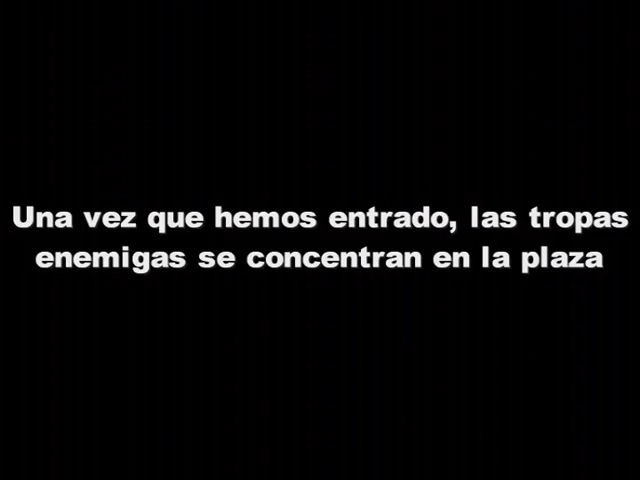 Una vez que hemos entrado, las tropas
enemigas se concentran en la plaza